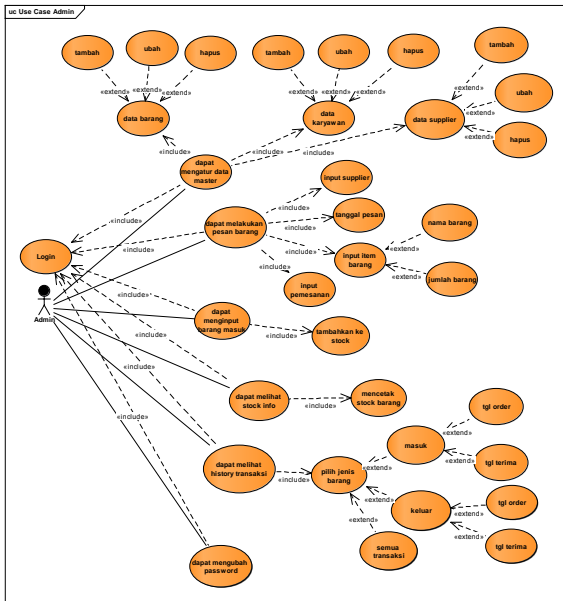 uc Use Case Admin
tambah
ubah
hapus
«extend»
«extend»
«extend»
data barang
tambah
ubah
hapus
«extend»
«extend»
«extend»
data
karyawan
tambah
ubah
hapus
«extend»
«extend»
«extend»
data supplier
«include»
«include»
«include»
dapat
mengatur data
master
«include»
input supplier
«include»
tanggal pesan
«include»
dapat melakukan
pesan barang
«include»
input item
barang
«include»
nama barang
«extend»
jumlah barang
«extend»
input
pemesanan
«include»
Login
Admin
«include»
dapat
menginput
barang masuk
«include»
tambahkan ke
stock
«include»
dapat melihat
stock info
«include»
mencetak
stock barang
«include»
dapat melihat
history transaksi
«include»
pilih jenis
barang
«extend»
masuk
«extend»
tgl order
«extend»
tgl terima
«extend»
keluar
«extend»
tgl order
«extend»
tgl terima
«extend»
semua
transaksi
«include»
dapat mengubah
password